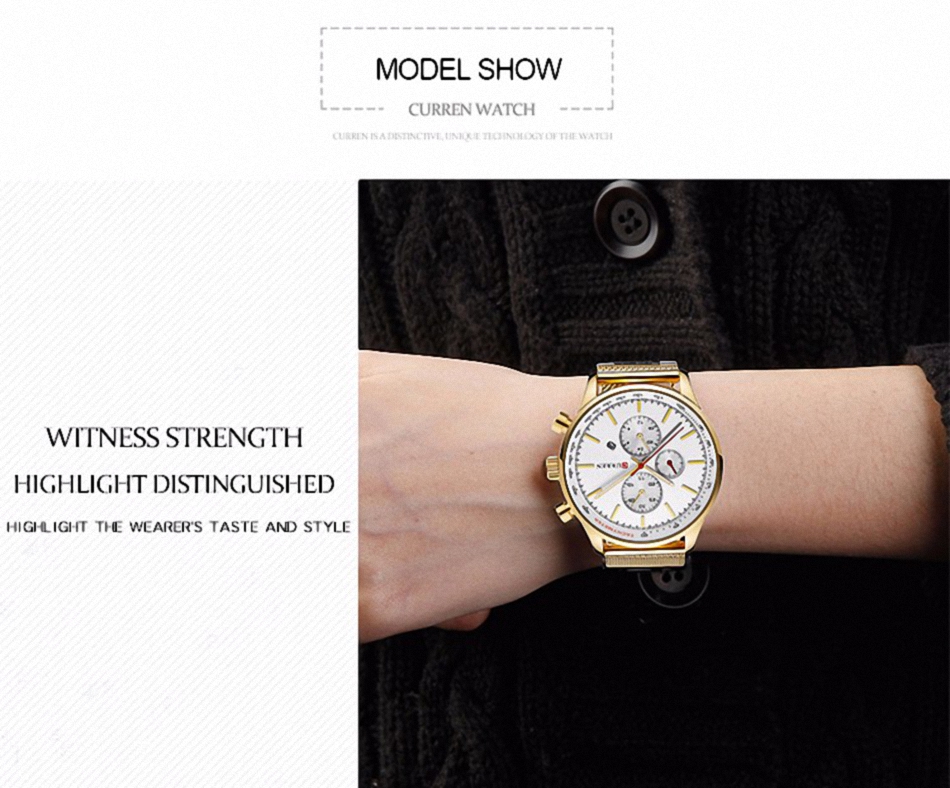 MODEL SHOW
CURREN WATCH
CURREN IS A DISTINCTIVE, UNIQUE TECHNOLOGY OF THE WATCH
WITNESS STRENGTH
HIGHLIGHT DISTINGUISHED
HIGHLIGHT THE WEARER'S TASTE AND STYLE
CURREN
TACHYMETER